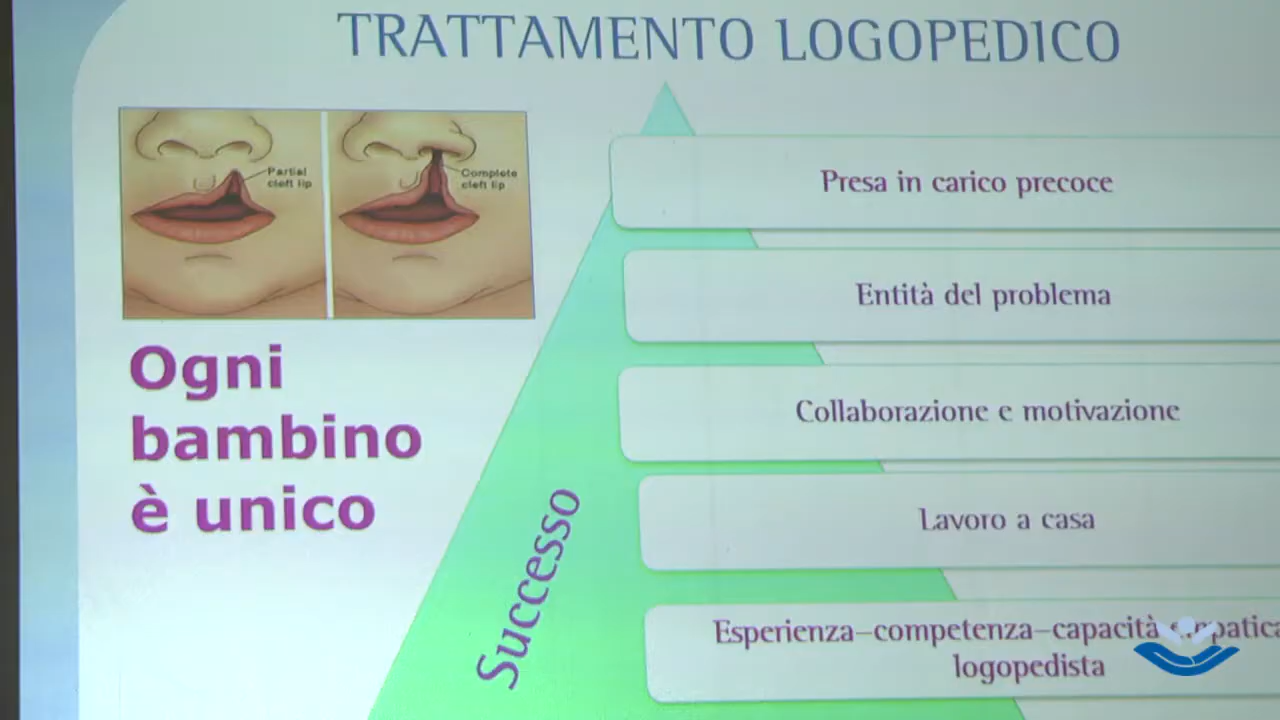 TRATTAMENTO LOGOPEDICO
Partial
cleft lip
Complete
cleft lip
Ogni
bambino
è unico
Successo
Presa in carico precoce
Entità del problema
Collaborazione e motivazione
Lavoro a casa
Esperienza–competenza–capacità
logopedista